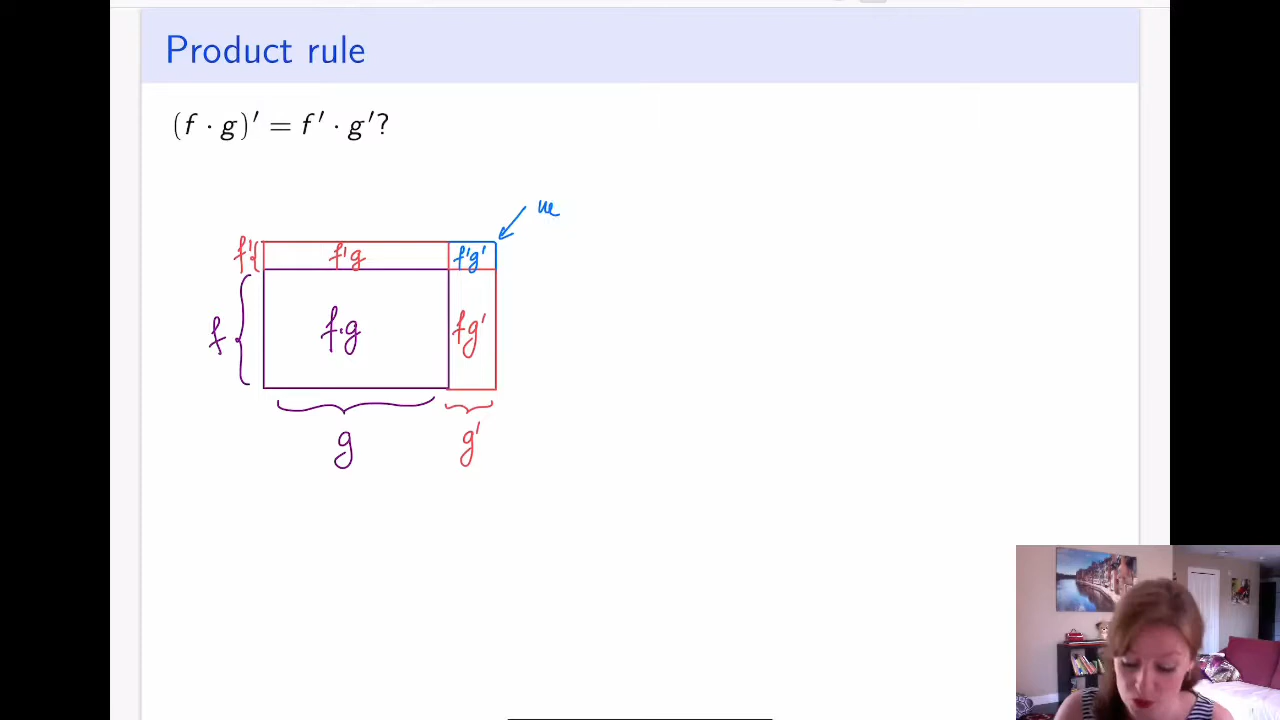 Product rule
(f · g)′ = f′ · g′?
f′ f′g f′g′
f f·g fg′
g g′